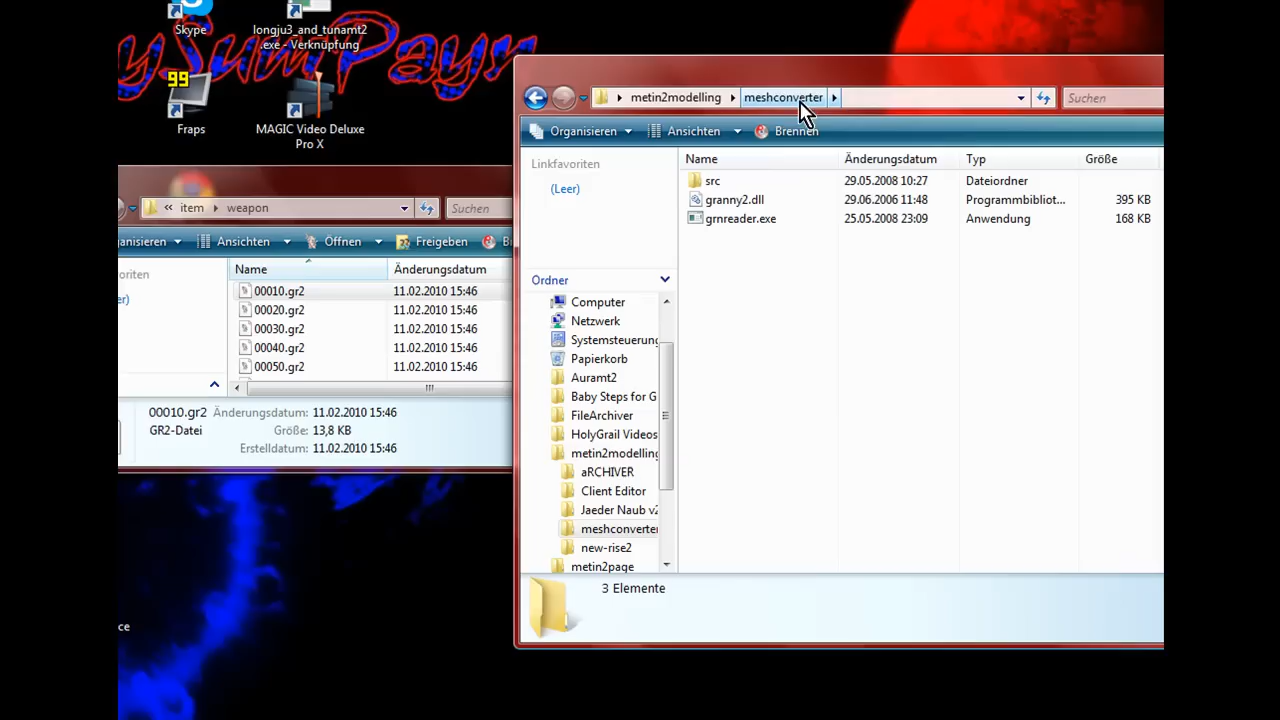 Skype
longju3_and_tunamt2
.exe - Verknüpfung
ySumPayn
99
Fraps
MAGIC Video Deluxe
Pro X
« item weapon
Suchen
ganisieren Ansichten Öffnen Freigeben
oriten
Name Änderungsdatum
00010.gr2 11.02.2010 15:46
00020.gr2 11.02.2010 15:46
00030.gr2 11.02.2010 15:46
00040.gr2 11.02.2010 15:46
00050.gr2 11.02.2010 15:46
00010.gr2 Änderungsdatum: 11.02.2010 15:46
GR2-Datei Größe: 13,8 KB
Erstelldatum: 11.02.2010 15:46
ce
metin2modelling meshconverter
Suchen
Organisieren Ansichten Brennen
Linkfavoriten
(Leer)
Name Änderungsdatum Typ Größe
src 29.05.2008 10:27 Dateiordner
granny2.dll 29.06.2006 11:48 Programmbibliot... 395 KB
grnreader.exe 25.05.2008 23:09 Anwendung 168 KB
Ordner
Computer
Netzwerk
Systemsteuerung
Papierkorb
Auramt2
Baby Steps for G
FileArchiver
HolyGrail Videos
metin2modelling
aRCHIVER
Client Editor
Jaeder Naub v2
meshconverter
new-rise2
metin2page
3 Elemente